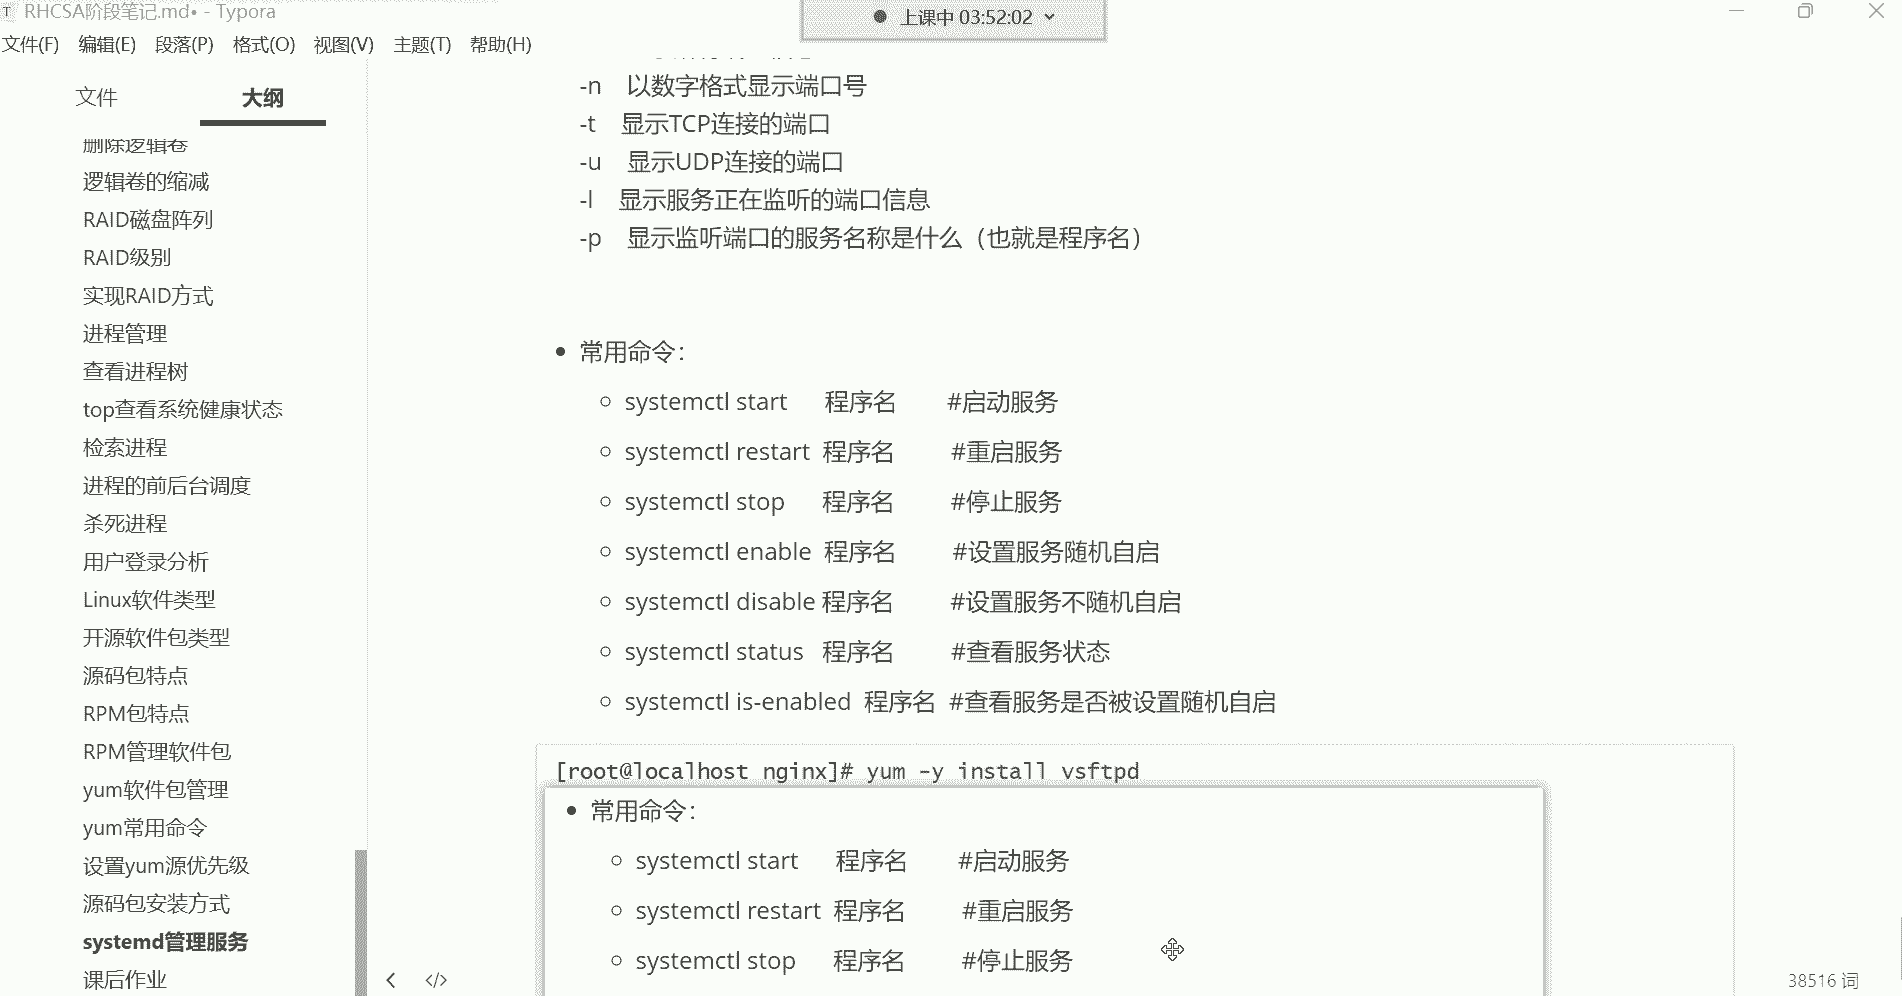 RHCSA阶段笔记.md• - Typora
上课中 03:52:02
文件(F) 编辑(E) 段落(P) 格式(O) 视图(V) 主题(T) 帮助(H)
文件 大纲
删除逻辑卷
逻辑卷的缩减
RAID磁盘阵列
RAID级别
实现RAID方式
进程管理
查看进程树
top查看系统健康状态
检索进程
进程的前后台调度
杀死进程
用户登录分析
Linux软件类型
开源软件包类型
源码包特点
RPM包特点
RPM管理软件包
yum软件包管理
yum常用命令
设置yum源优先级
源码包安装方式
systemd管理服务
课后作业
-n 以数字格式显示端口号
-t 显示TCP连接的端口
-u 显示UDP连接的端口
-l 显示服务正在监听的端口信息
-p 显示监听端口的服务名称是什么（也就是程序名）
常用命令：
systemctl start 程序名 #启动服务
systemctl restart 程序名 #重启服务
systemctl stop 程序名 #停止服务
systemctl enable 程序名 #设置服务随机自启
systemctl disable 程序名 #设置服务不随机自启
systemctl status 程序名 #查看服务状态
systemctl is-enabled 程序名 #查看服务是否被设置随机自启
[root@localhost nginx]# yum -y install vsftpd
常用命令：
systemctl start 程序名 #启动服务
systemctl restart 程序名 #重启服务
systemctl stop 程序名 #停止服务
38516 词